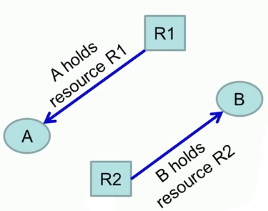 R1
A holds
resource R1
A
B
R2
B holds
resource R2